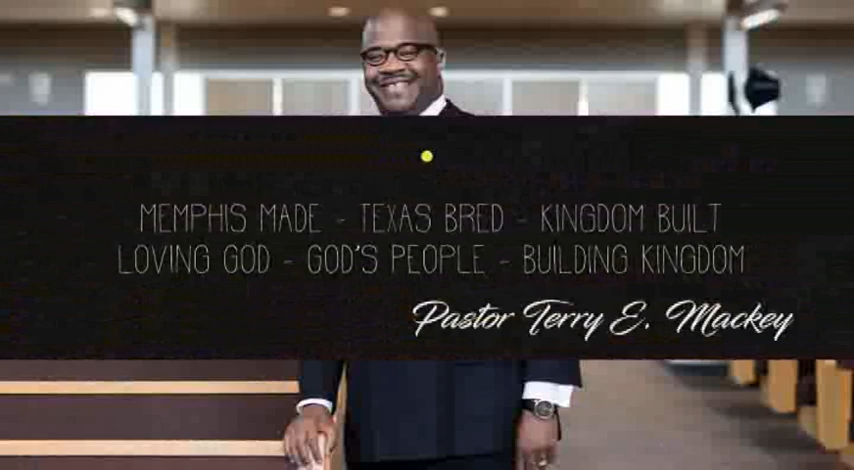 MEMPHIS MADE - TEXAS BRED - KINGDOM BUILT
LOVING GOD - GOD'S PEOPLE - BUILDING KINGDOM
Pastor Terry E. Mackey